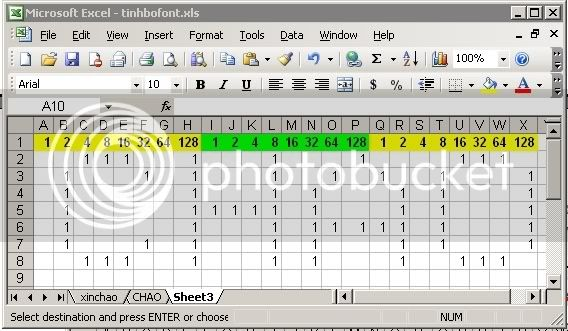 Microsoft Excel - tinhbofont.xls
File Edit View Insert Format Tools Data Window Help
100%
Arial 10 B I U $ %
A10 fx
A B C D E F G H I J K L M N O P Q R S T U V W X
1 1 2 4 8 16 32 64 128 1 2 4 8 16 32 64 128 1 2 4 8 16 32 64 128
2 1 1 1 1 1 1 1 1 1
3 1 1 1 1 1 1 1 1
4 1 1 1 1 1 1 1
5 1 1 1 1 1 1 1 1 1 1
6 1 1 1 1 1 1 1 1 1 1
7 1 1 1 1 1 1 1 1
8 1 1 1 1 1 1 1 1 1 1
9
photobucket
xinchao CHAO Sheet3
Select destination and press ENTER or choose NUM